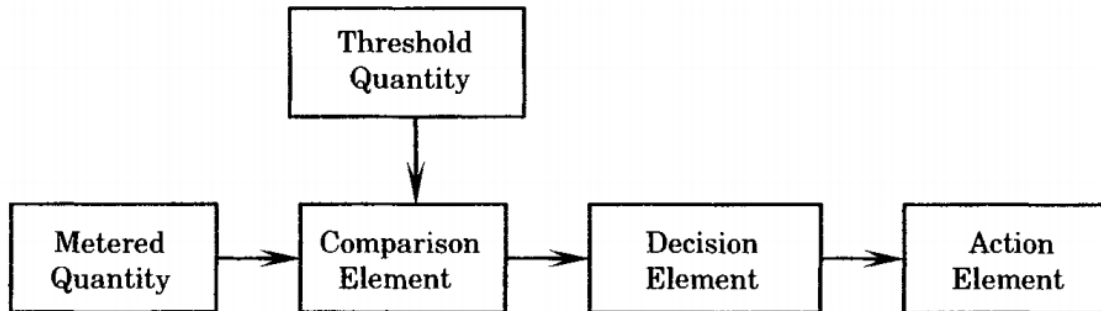 Threshold
Quantity
Metered
Quantity
Comparison
Element
Decision
Element
Action
Element